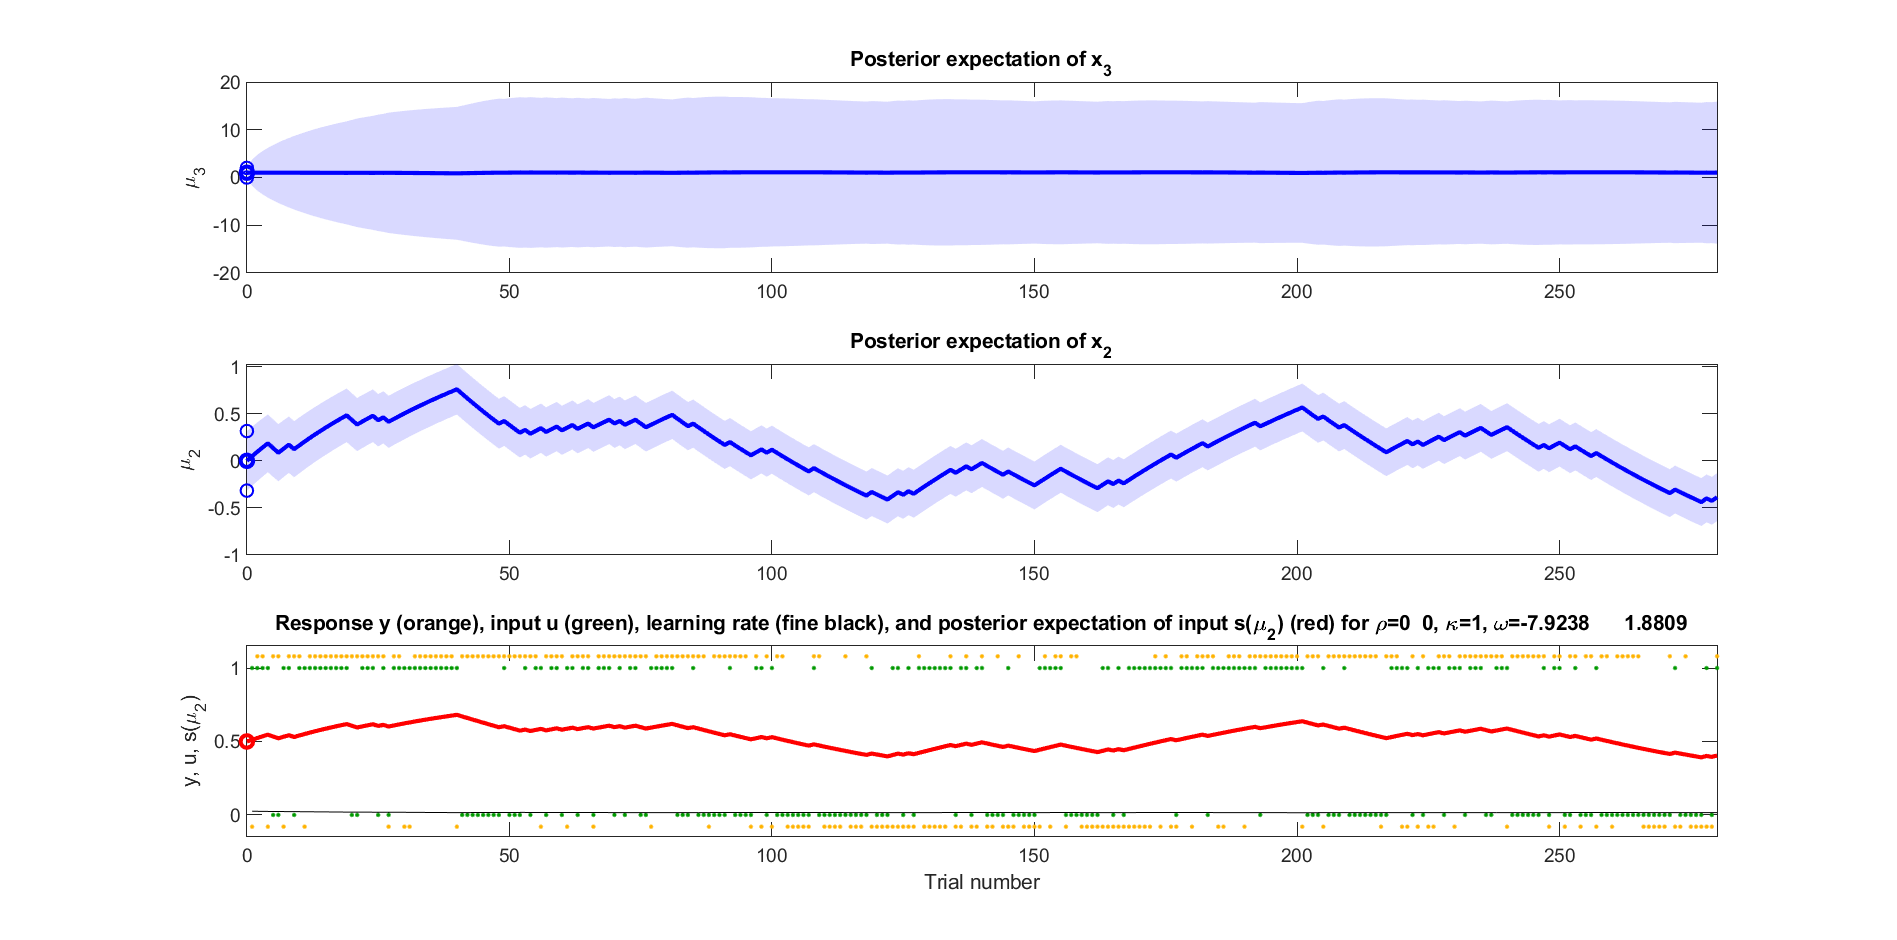 Posterior expectation of x3
20
10
0
-10
-20
μ3
0 50 100 150 200 250
Posterior expectation of x2
1
0.5
0
-0.5
-1
μ2
0 50 100 150 200 250
Response y (orange), input u (green), learning rate (fine black), and posterior expectation of input s(μ2) (red) for ρ=0 0, κ=1, ω=-7.9238 1.8809
1
0.5
0
y, u, s(μ2)
0 50 100 150 200 250
Trial number